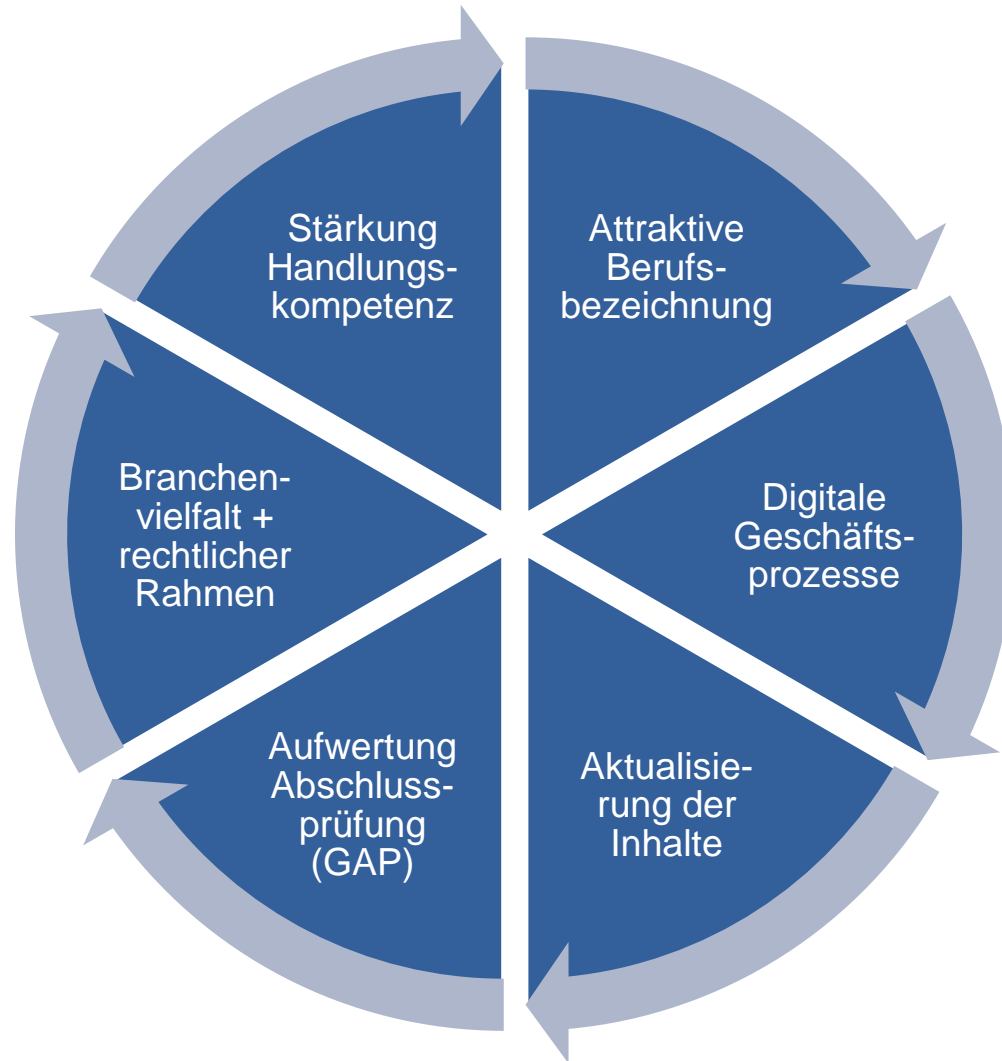 Stärkung
Handlungs-
kompetenz
Attraktive
Berufs-
bezeichnung
Digitale
Geschäfts-
prozesse
Aktualisie-
rung der
Inhalte
Aufwertung
Abschluss-
prüfung
(GAP)
Branchen-
vielfalt +
rechtlicher
Rahmen